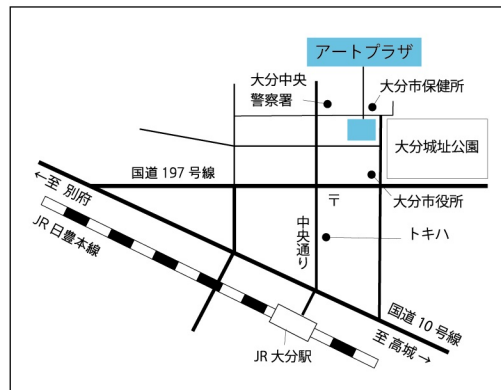 アートプラザ
大分中央
警察署
大分市保健所
大分城址公園
国道 197 号線
←至 別府
〒
大分市役所
JR 日豊本線
中央通り
トキハ
国道 10 号線
至 高城 →
JR 大分駅